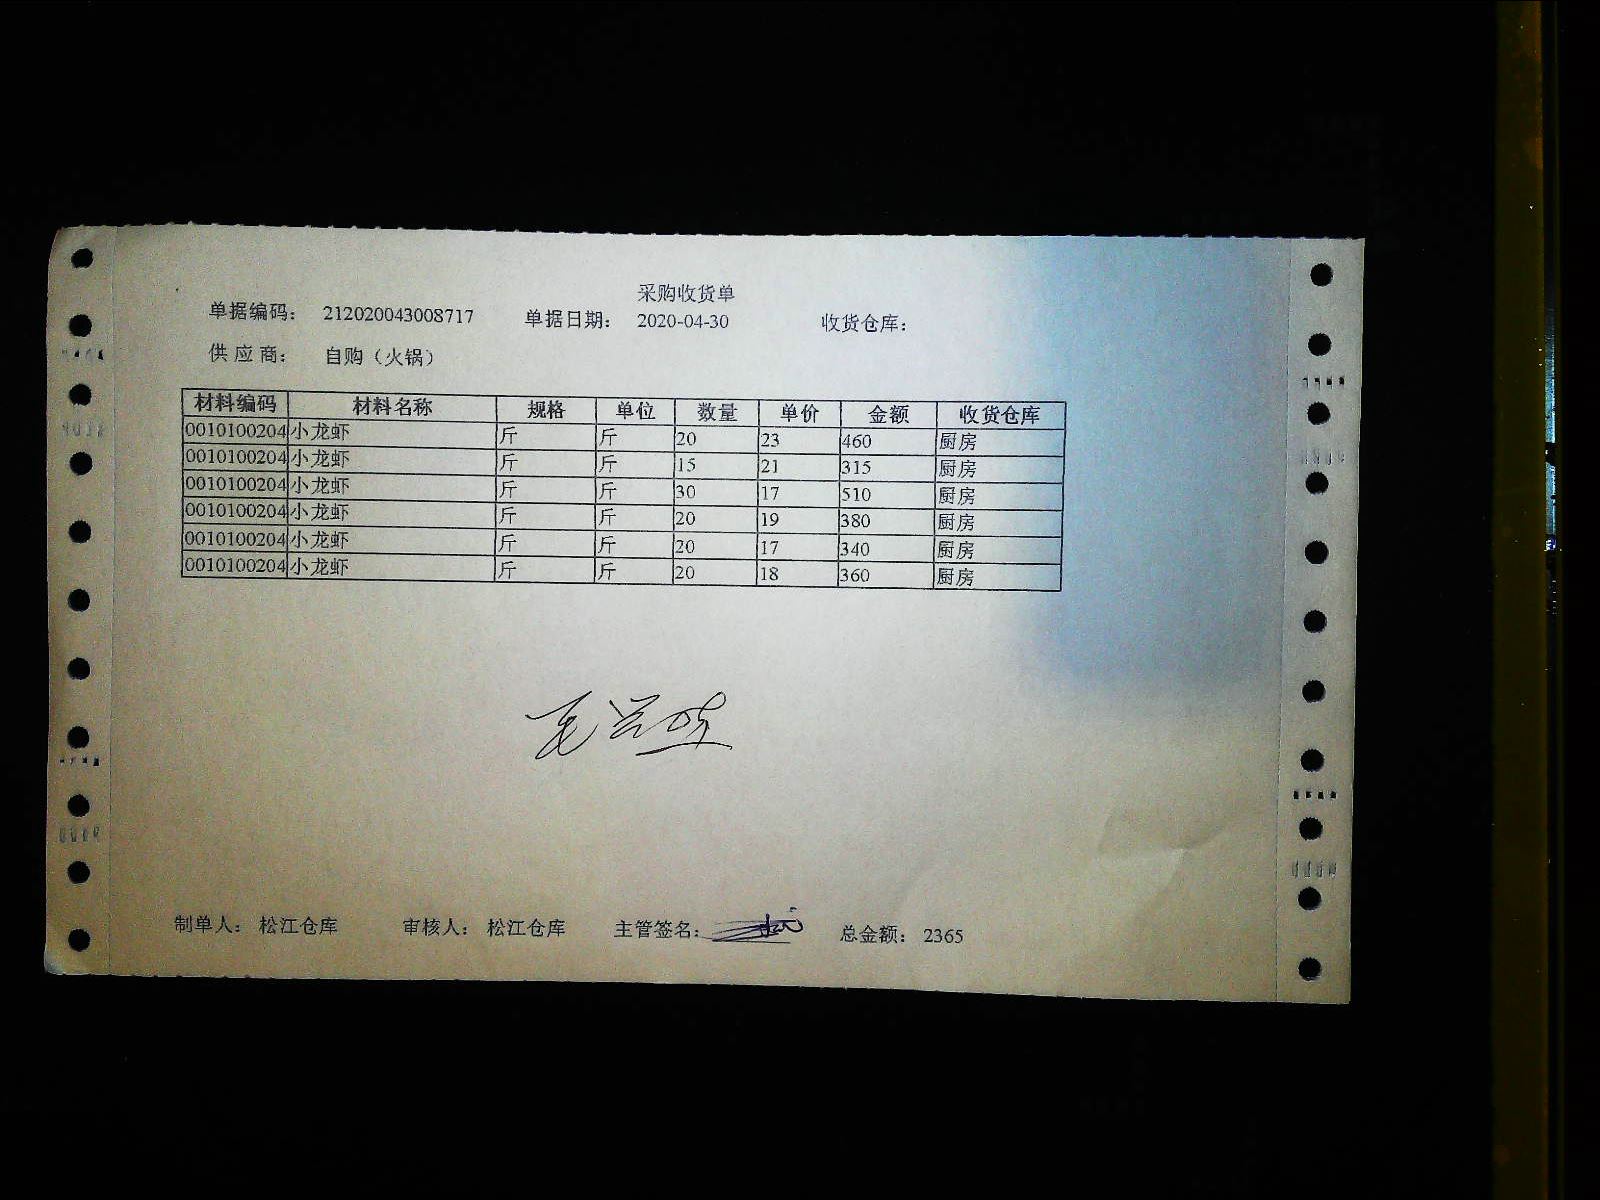 采购收货单
单据编码： 212020043008717 单据日期： 2020-04-30 收货仓库：
供应商： 自购（火锅）
材料编码 材料名称 规格 单位 数量 单价 金额 收货仓库
0010100204 小龙虾 斤 斤 20 23 460 厨房
0010100204 小龙虾 斤 斤 15 21 315 厨房
0010100204 小龙虾 斤 斤 30 17 510 厨房
0010100204 小龙虾 斤 斤 20 19 380 厨房
0010100204 小龙虾 斤 斤 20 17 340 厨房
0010100204 小龙虾 斤 斤 20 18 360 厨房
制单人： 松江仓库 审核人： 松江仓库 主管签名： 总金额： 2365